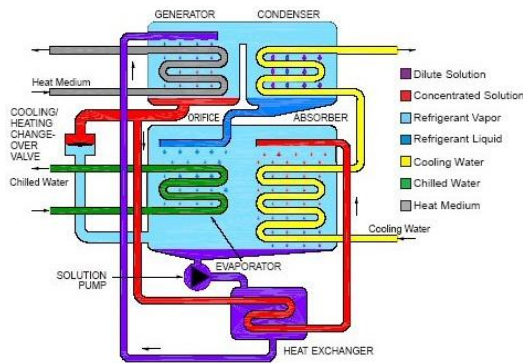 GENERATOR
CONDENSER
Heat Medium
COOLING/
HEATING
CHANGE-
OVER
VALVE
ORIFICE
ABSORBER
Chilled Water
Cooling Water
EVAPORATOR
SOLUTION
PUMP
HEAT EXCHANGER
Dilute Solution
Concentrated Solution
Refrigerant Vapor
Refrigerant Liquid
Cooling Water
Chilled Water
Heat Medium